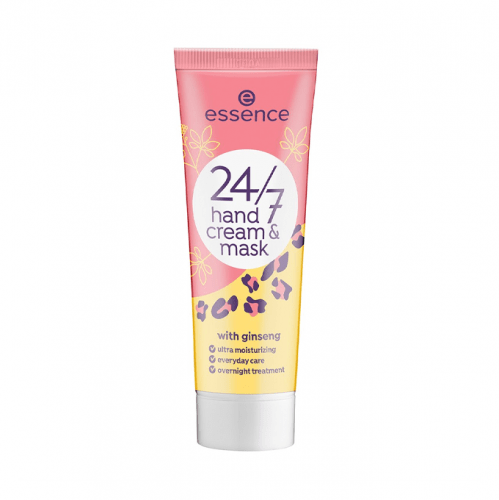 essence
24/7
hand
cream &
mask
with ginseng
ultra moisturizing
everyday care
overnight treatment